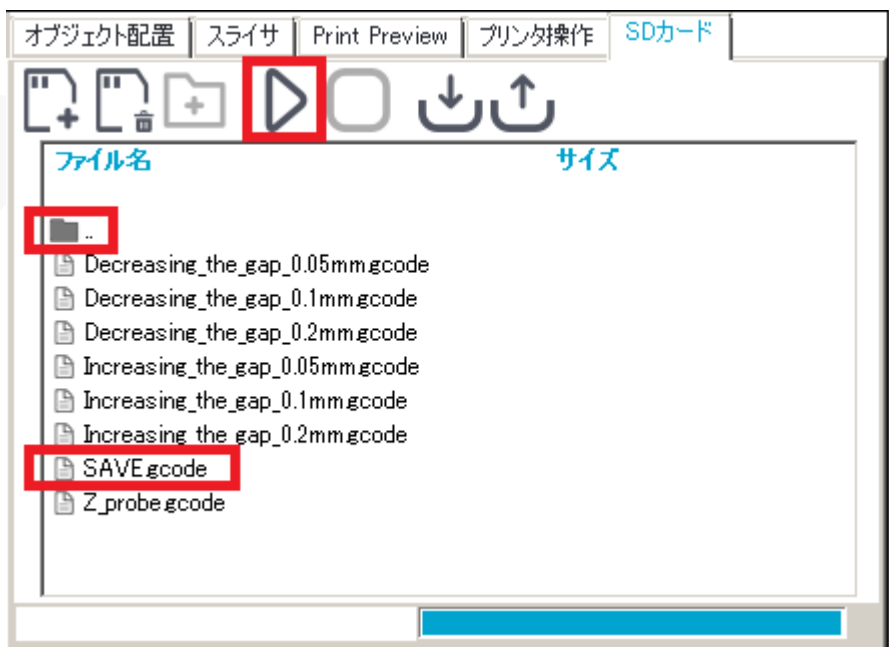 オブジェクト配置 スライサ Print Preview プリンタ操作 SDカード
ファイル名 サイズ
..
Decreasing_the_gap_0.05mm.gcode
Decreasing_the_gap_0.1mm.gcode
Decreasing_the_gap_0.2mm.gcode
Increasing_the_gap_0.05mm.gcode
Increasing_the_gap_0.1mm.gcode
Increasing_the_gap_0.2mm.gcode
SAVE.gcode
Z_probe.gcode